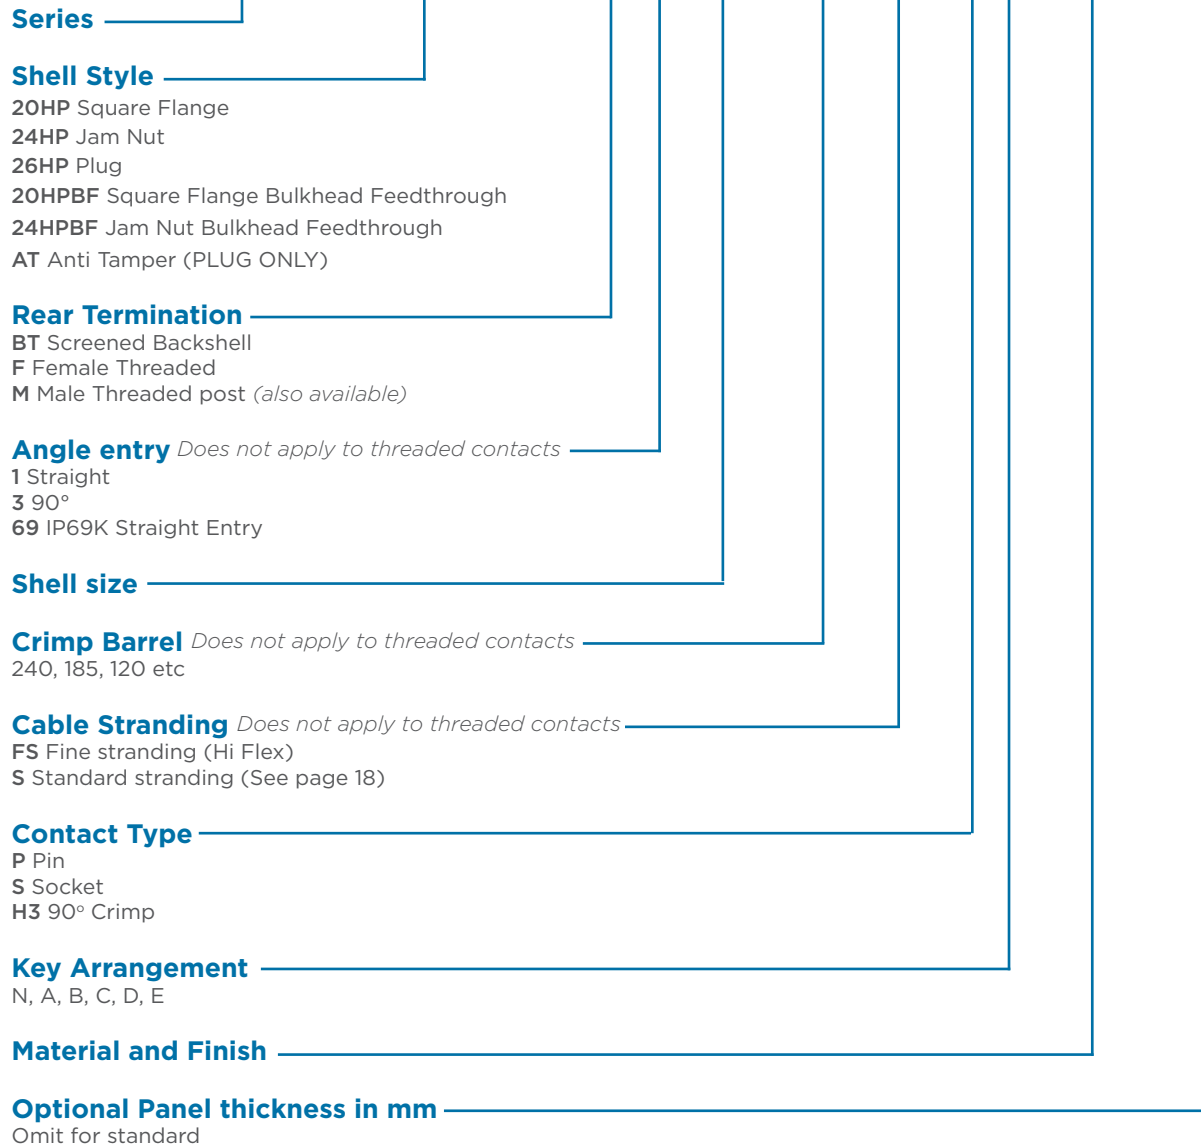 Series
Shell Style
20HP Square Flange
24HP Jam Nut
26HP Plug
20HPBF Square Flange Bulkhead Feedthrough
24HPBF Jam Nut Bulkhead Feedthrough
AT Anti Tamper (PLUG ONLY)
Rear Termination
BT Screened Backshell
F Female Threaded
M Male Threaded post (also available)
Angle entry Does not apply to threaded contacts
1 Straight
3 90°
69 IP69K Straight Entry
Shell size
Crimp Barrel Does not apply to threaded contacts
240, 185, 120 etc
Cable Stranding Does not apply to threaded contacts
FS Fine stranding (Hi Flex)
S Standard stranding (See page 18)
Contact Type
P Pin
S Socket
H3 90° Crimp
Key Arrangement
N, A, B, C, D, E
Material and Finish
Optional Panel thickness in mm
Omit for standard